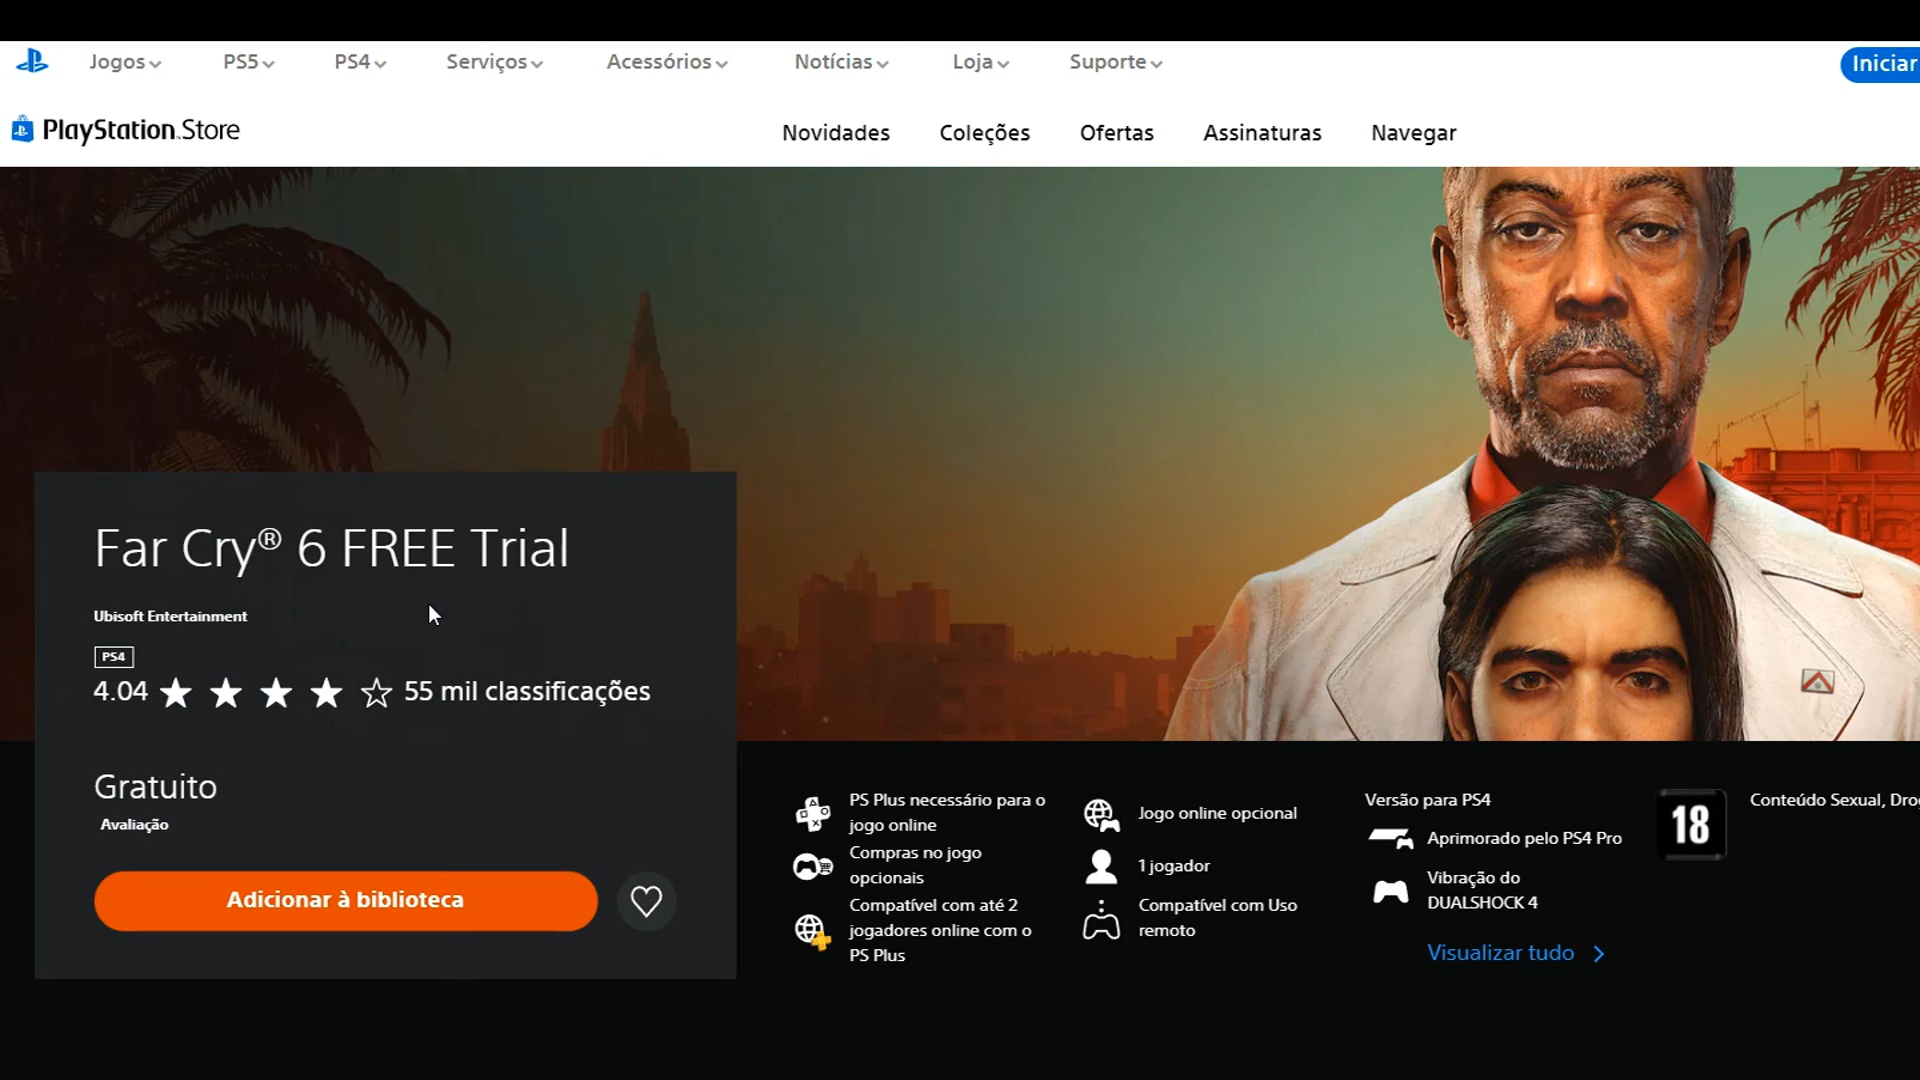 Jogos PS5 PS4 Serviços Acessórios Notícias Loja Suporte Iniciar
PlayStation Store
Novidades Coleções Ofertas Assinaturas Navegar
Far Cry® 6 FREE Trial
Ubisoft Entertainment
PS4
4.04 55 mil classificações
Gratuito
Avaliação
Adicionar à biblioteca
PS Plus necessário para o
jogo online
Compras no jogo
opcionais
Compatível com até 2
jogadores online com o
PS Plus
Jogo online opcional
1 jogador
Compatível com Uso
remoto
Versão para PS4
Aprimorado pelo PS4 Pro
Vibração do
DUALSHOCK 4
Visualizar tudo
18
Conteúdo Sexual, Dro